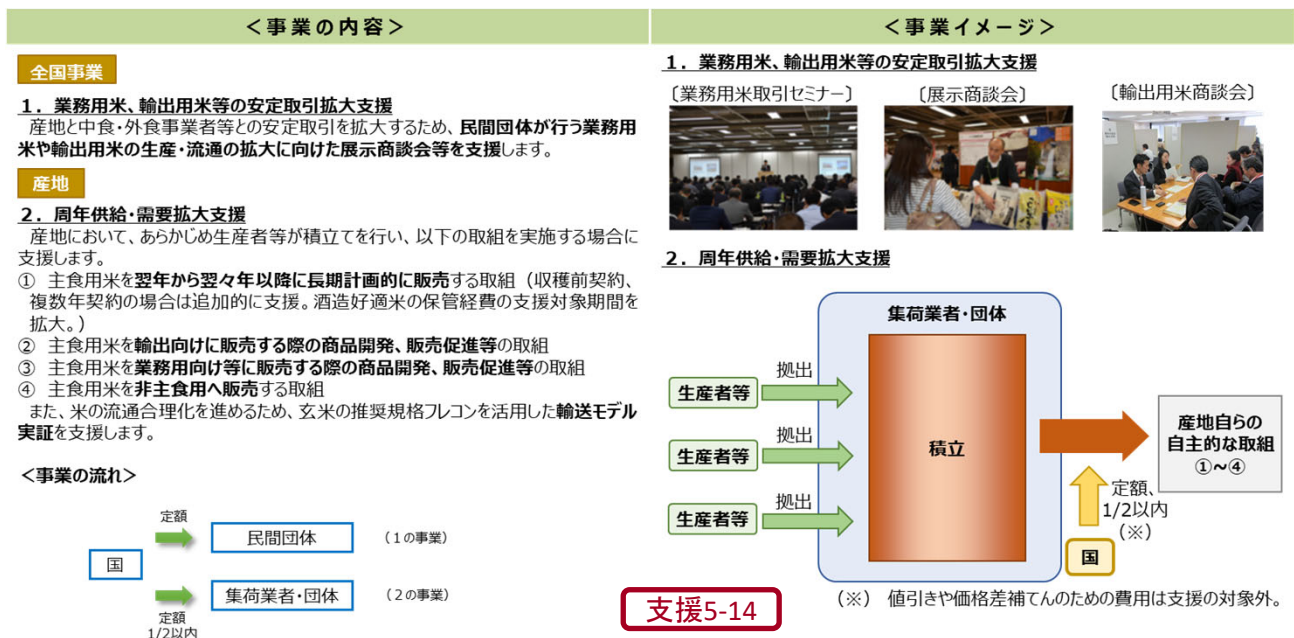 ＜事業の内容＞
全国事業
１．業務用米、輸出用米等の安定取引拡大支援
産地と中食・外食事業者等との安定取引を拡大するため、民間団体が行う業務用
米や輸出用米の生産・流通の拡大に向けた展示商談会等を支援します。
産地
２．周年供給・需要拡大支援
産地において、あらかじめ生産者等が積立てを行い、以下の取組を実施する場合に
支援します。
① 主食用米を翌年から翌々年以降に長期計画的に販売する取組（収穫前契約、
複数年契約の場合は追加的に支援。酒造好適米の保管経費の支援対象期間を
拡大。）
② 主食用米を輸出向けに販売する際の商品開発、販売促進等の取組
③ 主食用米を業務用向け等に販売する際の商品開発、販売促進等の取組
④ 主食用米を非主食用へ販売する取組
また、米の流通合理化を進めるため、玄米の推奨規格フレコンを活用した輸送モデル
実証を支援します。
＜事業の流れ＞
国
定額
民間団体
（１の事業）
集荷業者・団体
（２の事業）
定額
1/2以内
＜事業イメージ＞
１．業務用米、輸出用米等の安定取引拡大支援
〔業務用米取引セミナー〕
〔展示商談会〕
〔輸出用米商談会〕
２．周年供給・需要拡大支援
集荷業者・団体
生産者等
拠出
生産者等
拠出
生産者等
拠出
積立
産地自らの
自主的な取組
①～④
定額、
1/2以内
（※）
国
（※） 値引きや価格差補てんのための費用は支援の対象外。
支援5-14